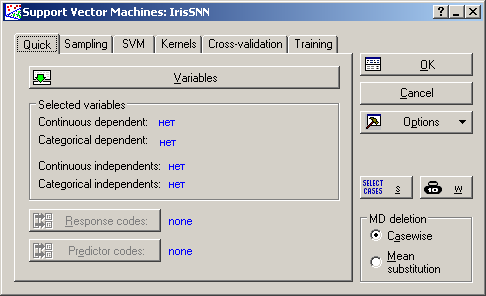 Support Vector Machines: IrisSNN
Quick Sampling SVM Kernels Cross-validation Training
Variables
Selected variables
Continuous dependent: нет
Categorical dependent: нет
Continuous independents: нет
Categorical independents: нет
Response codes: none
Predictor codes: none
OK
Cancel
Options
SELECT
CASES S
W
MD deletion
Casewise
Mean
substitution